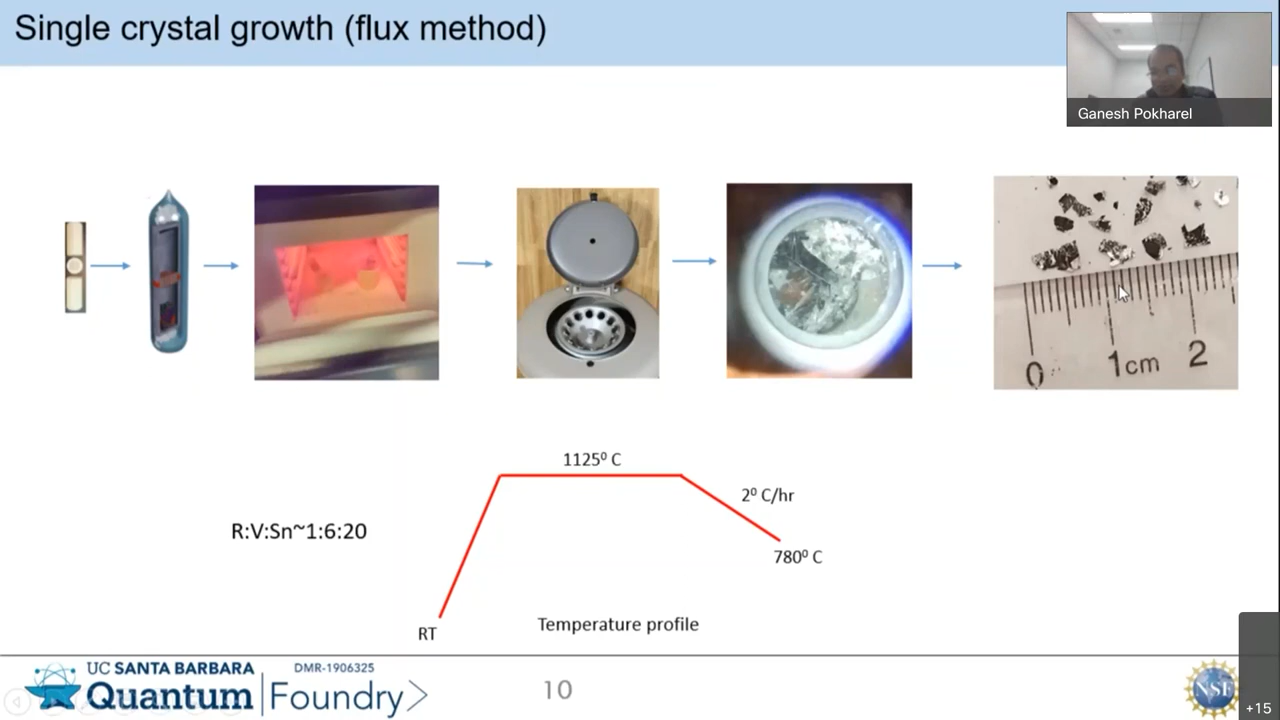 Single crystal growth (flux method)
Ganesh Pokharel
0
1cm
2
1125⁰ C
2⁰ C/hr
R:V:Sn~1:6:20
780⁰ C
RT
Temperature profile
UC SANTA BARBARA
Quantum
DMR-1906325
Foundry
10
NSF
+15